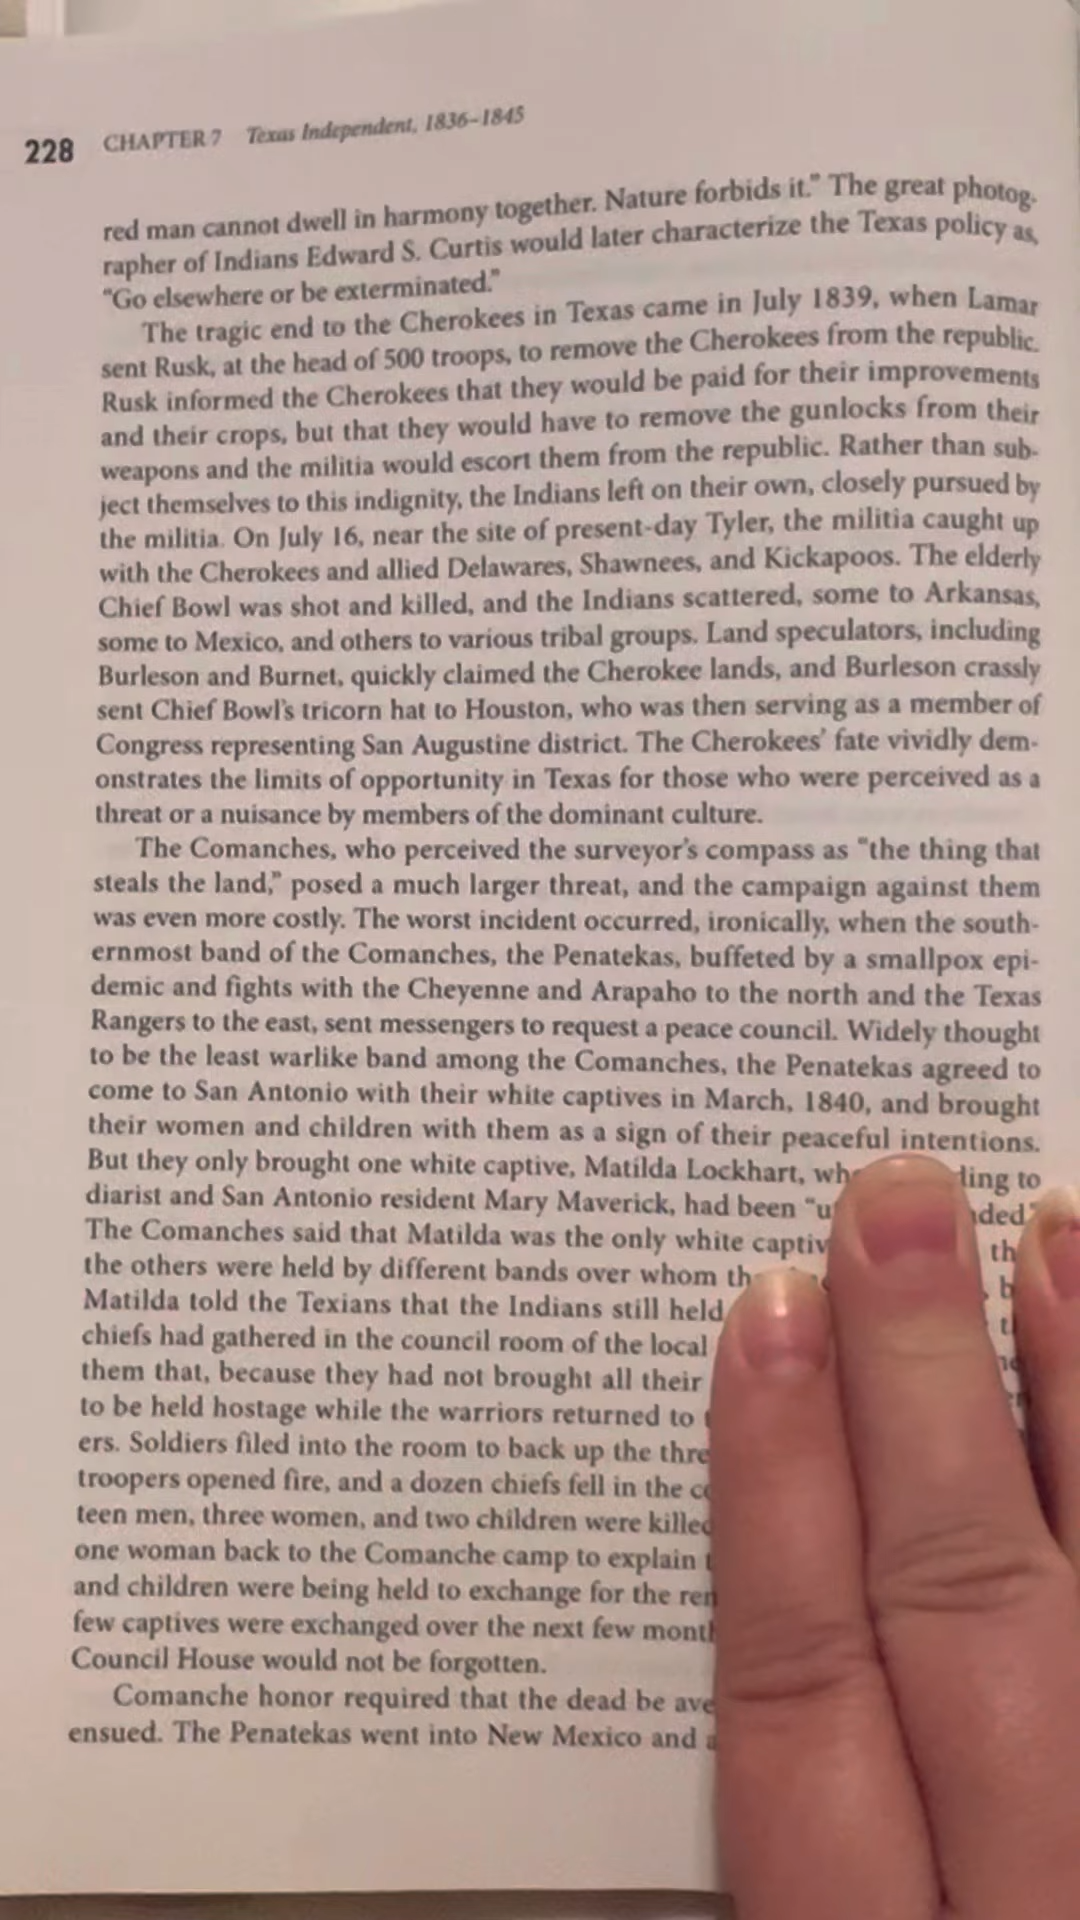 228 CHAPTER 7 Texas Independent, 1836–1845
red man cannot dwell in harmony together. Nature forbids it.” The great photog-
rapher of Indians Edward S. Curtis would later characterize the Texas policy as,
“Go elsewhere or be exterminated.”
The tragic end to the Cherokees in Texas came in July 1839, when Lamar
sent Rusk, at the head of 500 troops, to remove the Cherokees from the republic.
Rusk informed the Cherokees that they would be paid for their improvements
and their crops, but that they would have to remove the gunlocks from their
weapons and the militia would escort them from the republic. Rather than sub-
ject themselves to this indignity, the Indians left on their own, closely pursued by
the militia. On July 16, near the site of present-day Tyler, the militia caught up
with the Cherokees and allied Delawares, Shawnees, and Kickapoos. The elderly
Chief Bowl was shot and killed, and the Indians scattered, some to Arkansas,
some to Mexico, and others to various tribal groups. Land speculators, including
Burleson and Burnet, quickly claimed the Cherokee lands, and Burleson crassly
sent Chief Bowl’s tricorn hat to Houston, who was then serving as a member of
Congress representing San Augustine district. The Cherokees’ fate vividly dem-
onstrates the limits of opportunity in Texas for those who were perceived as a
threat or a nuisance by members of the dominant culture.
The Comanches, who perceived the surveyor’s compass as “the thing that
steals the land,” posed a much larger threat, and the campaign against them
was even more costly. The worst incident occurred, ironically, when the south-
ernmost band of the Comanches, the Penatekas, buffeted by a smallpox epi-
demic and fights with the Cheyenne and Arapaho to the north and the Texas
Rangers to the east, sent messengers to request a peace council. Widely thought
to be the least warlike band among the Comanches, the Penatekas agreed to
come to San Antonio with their white captives in March, 1840, and brought
their women and children with them as a sign of their peaceful intentions.
But they only brought one white captive, Matilda Lockhart, to
diarist and San Antonio resident Mary Maverick, had been
The Comanches said that Matilda was the only white
the others were held by different bands over whom
Matilda told the Texians that the Indians still held
chiefs had gathered in the council room of the local
them that, because they had not brought all their
to be held hostage while the warriors returned to
ers. Soldiers filed into the room to back up the
troopers opened fire, and a dozen chiefs fell in the
teen men, three women, and two children were killed
one woman back to the Comanche camp to explain
and children were being held to exchange for the
few captives were exchanged over the next few
Council House would not be forgotten.
Comanche honor required that the dead be
ensued. The Penatekas went into New Mexico and